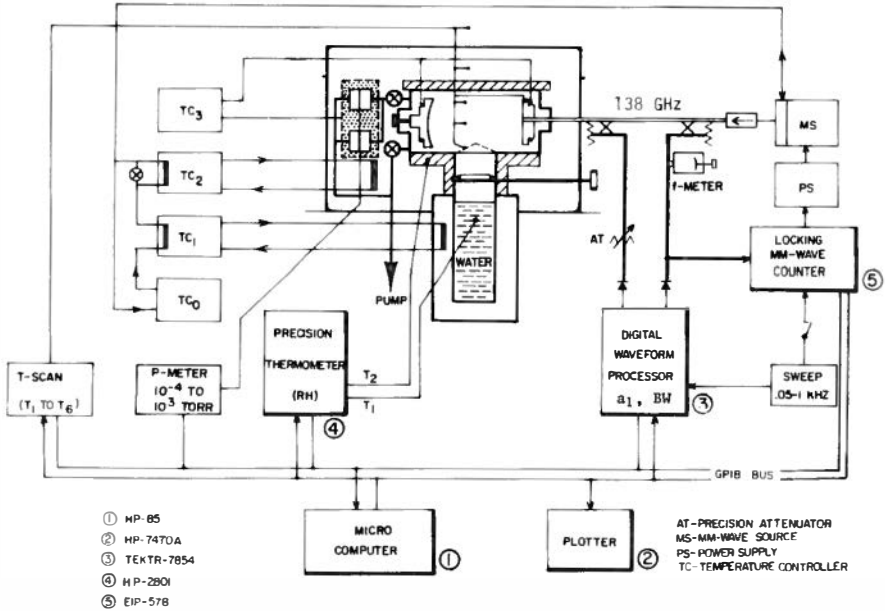 138 GHz
TC3
MS
f-METER
TC2
PS
AT
TC1
LOCKING
MM-WAVE
COUNTER
⑤
WATER
TC0
PUMP
PRECISION
THERMOMETER
(RH)
④
T2
T1
DIGITAL
WAVEFORM
PROCESSOR
a1, BW
③
SWEEP
.05-1 KHZ
T-SCAN
(T1 TO T6)
P-METER
10-4 TO
103 TORR
GPIB BUS
MICRO
COMPUTER
①
PLOTTER
②
① HP-85
② HP-7470A
③ TEKTR-7854
④ HP-2801
⑤ EIP-578
AT-PRECISION ATTENUATOR
MS-MM-WAVE SOURCE
PS-POWER SUPPLY
TC-TEMPERATURE CONTROLLER